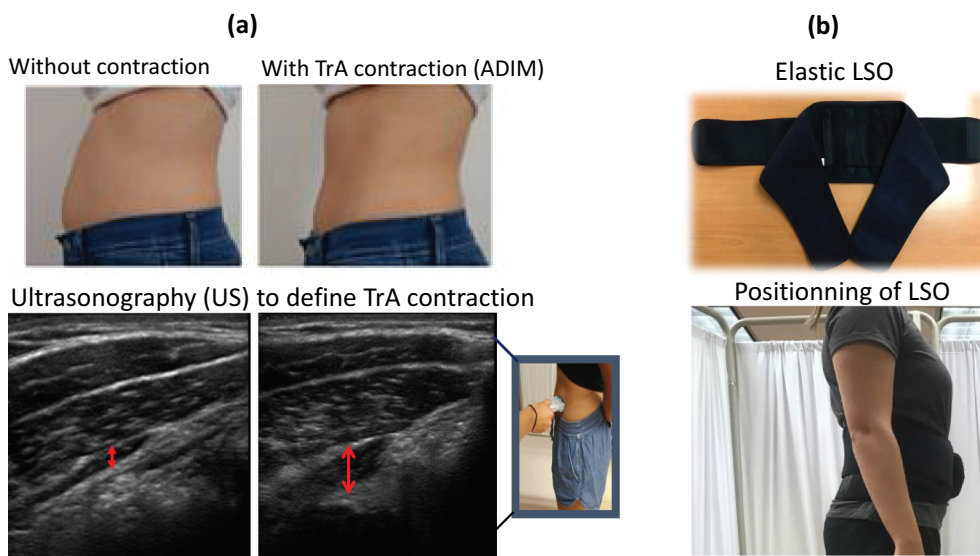 (a)
Without contraction
With TrA contraction (ADIM)
Ultrasonography (US) to define TrA contraction
(b)
Elastic LSO
Positionning of LSO